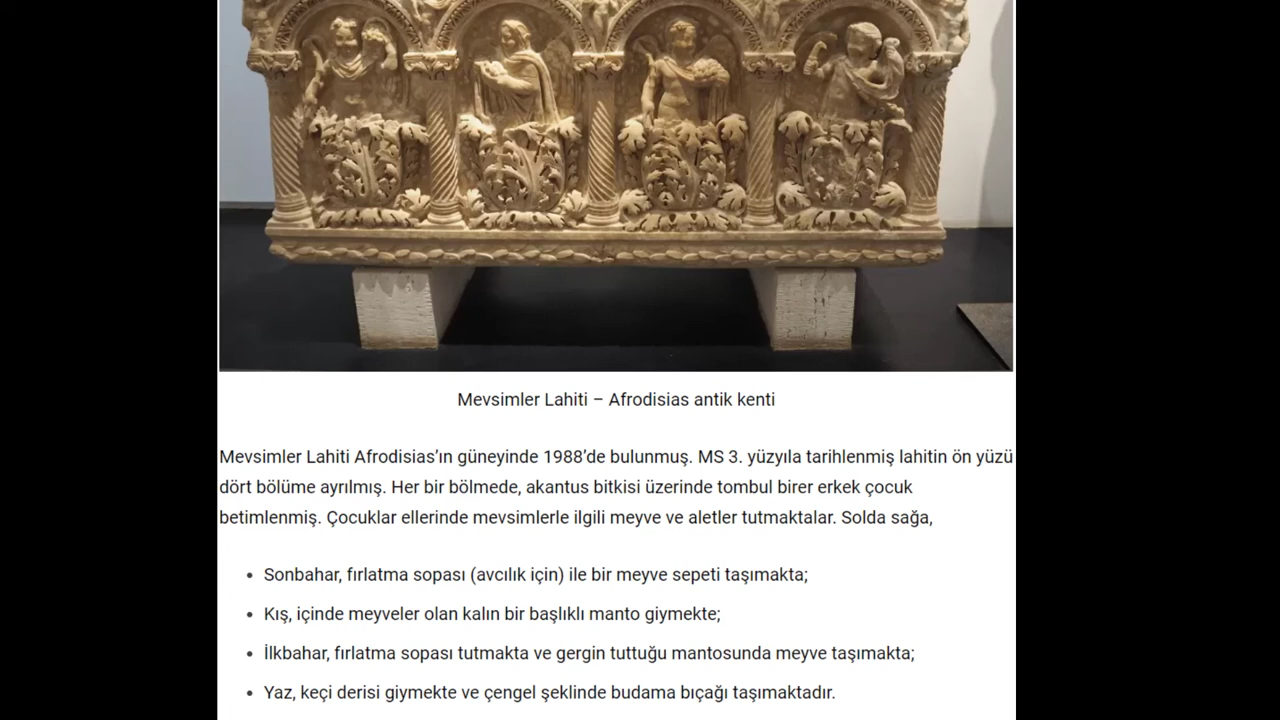 Mevsimler Lahiti – Afrodisias antik kenti
Mevsimler Lahiti Afrodisias’ın güneyinde 1988’de bulunmuş. MS 3. yüzyıla tarihlenmiş lahitin ön yüzü
dört bölüme ayrılmış. Her bir bölmede, akantus bitkisi üzerinde tombul birer erkek çocuk
betimlenmiş. Çocuklar ellerinde mevsimlerle ilgili meyve ve aletler tutmaktalar. Solda sağa,
• Sonbahar, fırlatma sopası (avcılık için) ile bir meyve sepeti taşımakta;
• Kış, içinde meyveler olan kalın bir başlıklı manto giymekte;
• İlkbahar, fırlatma sopası tutmakta ve gergin tuttuğu mantosunda meyve taşımakta;
• Yaz, keçi derisi giymekte ve çengel şeklinde budama bıçağı taşımaktadır.